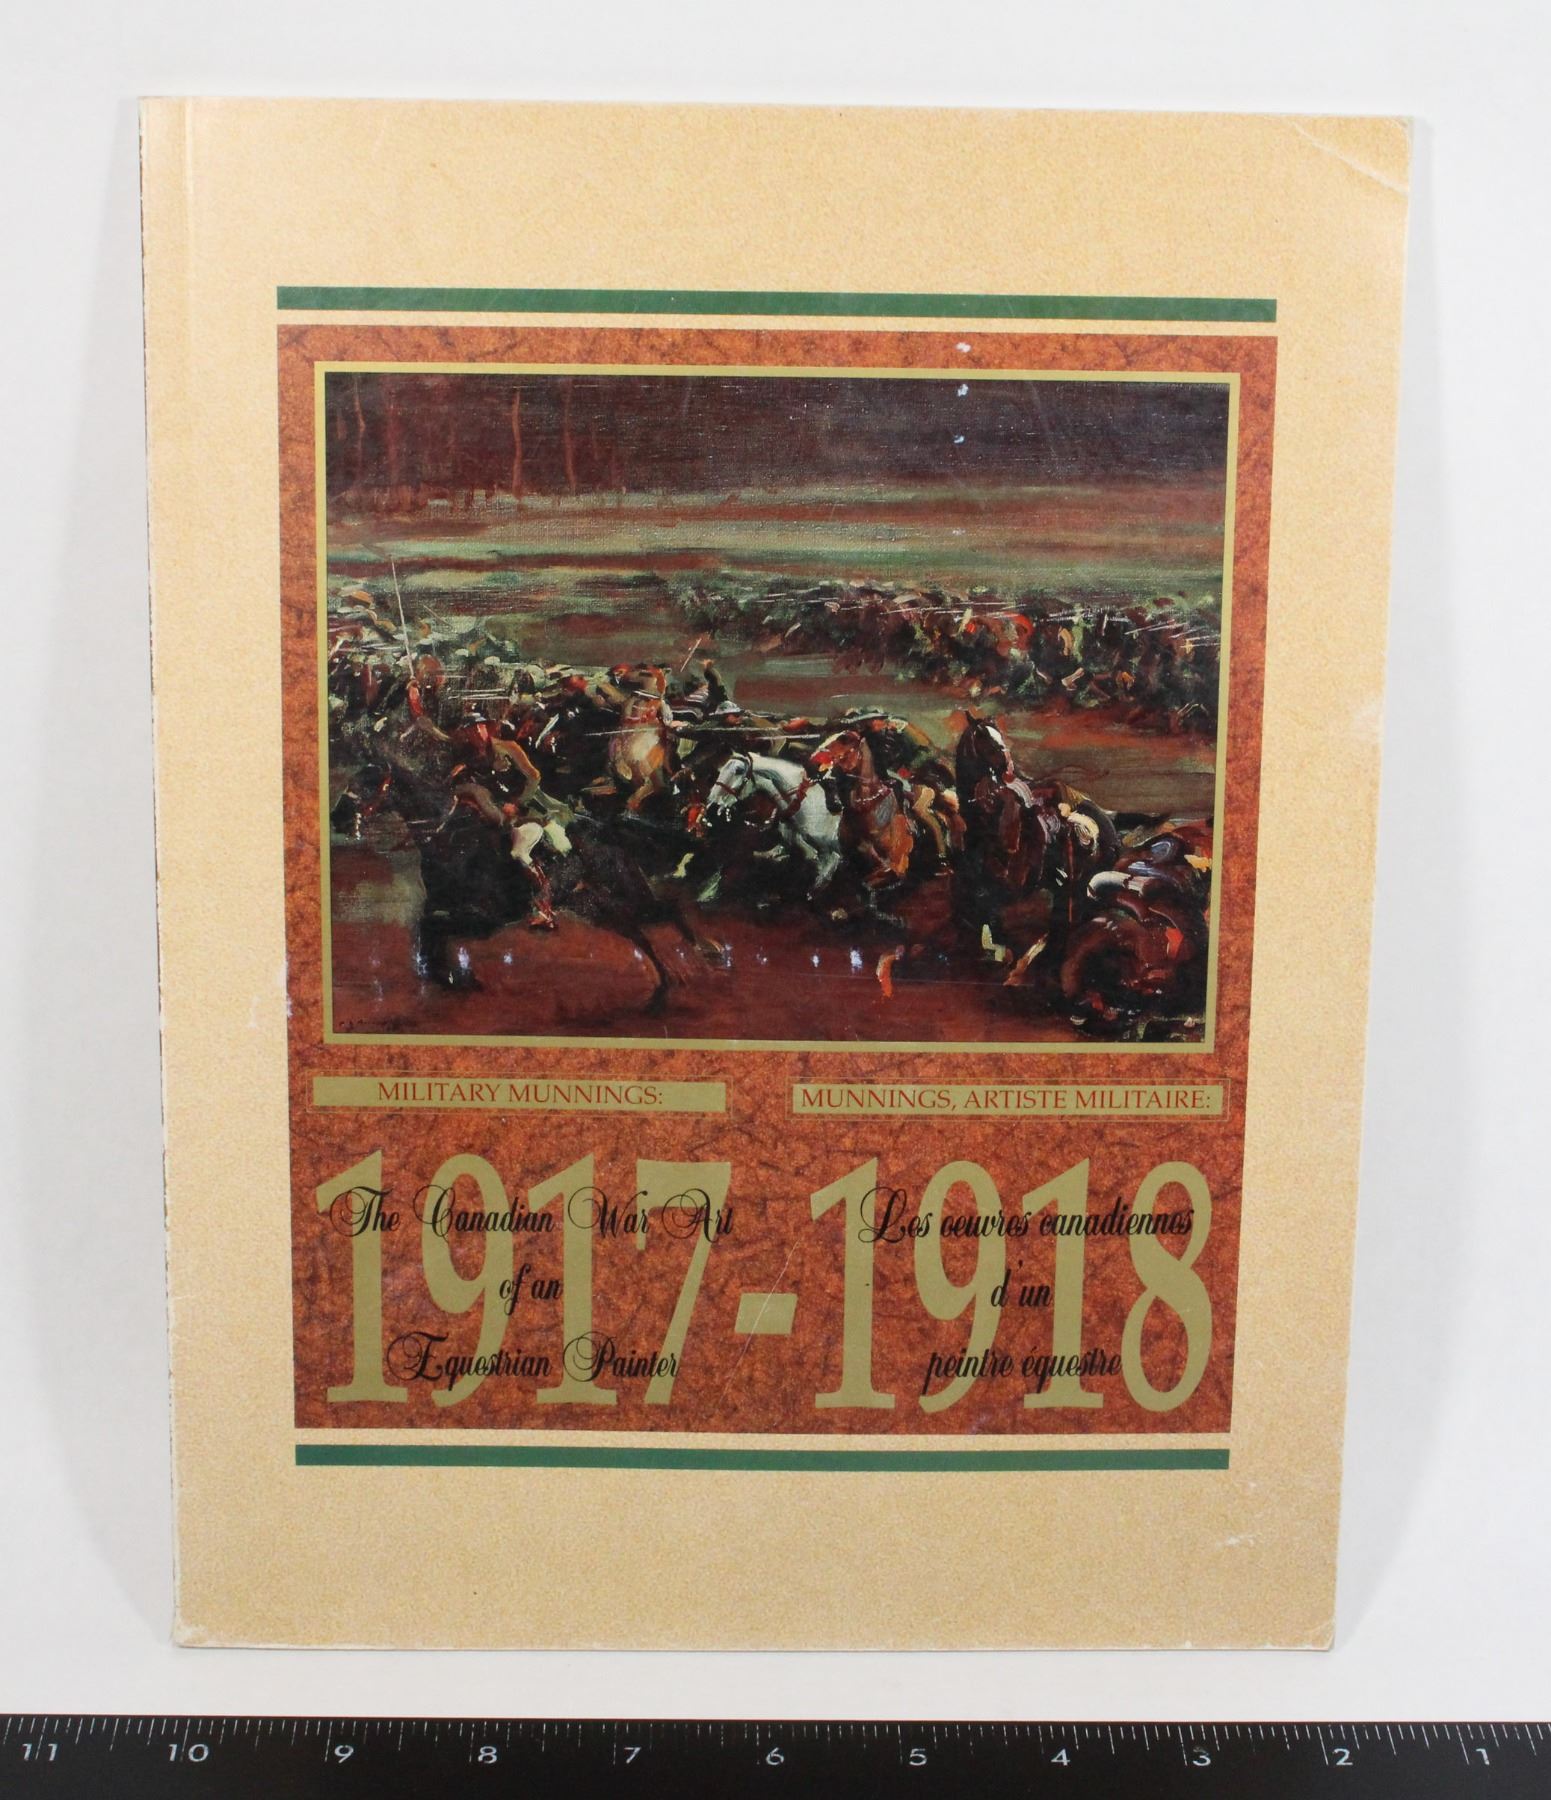 MILITARY MUNNINGS:
MUNNINGS, ARTISTE MILITAIRE:
1917-1918
The Canadian War Art
of an
Equestrian Painter
Les oeuvres canadiennes
d'un
peintre équestre
11 10 9 8 7 6 5 4 3 2 1